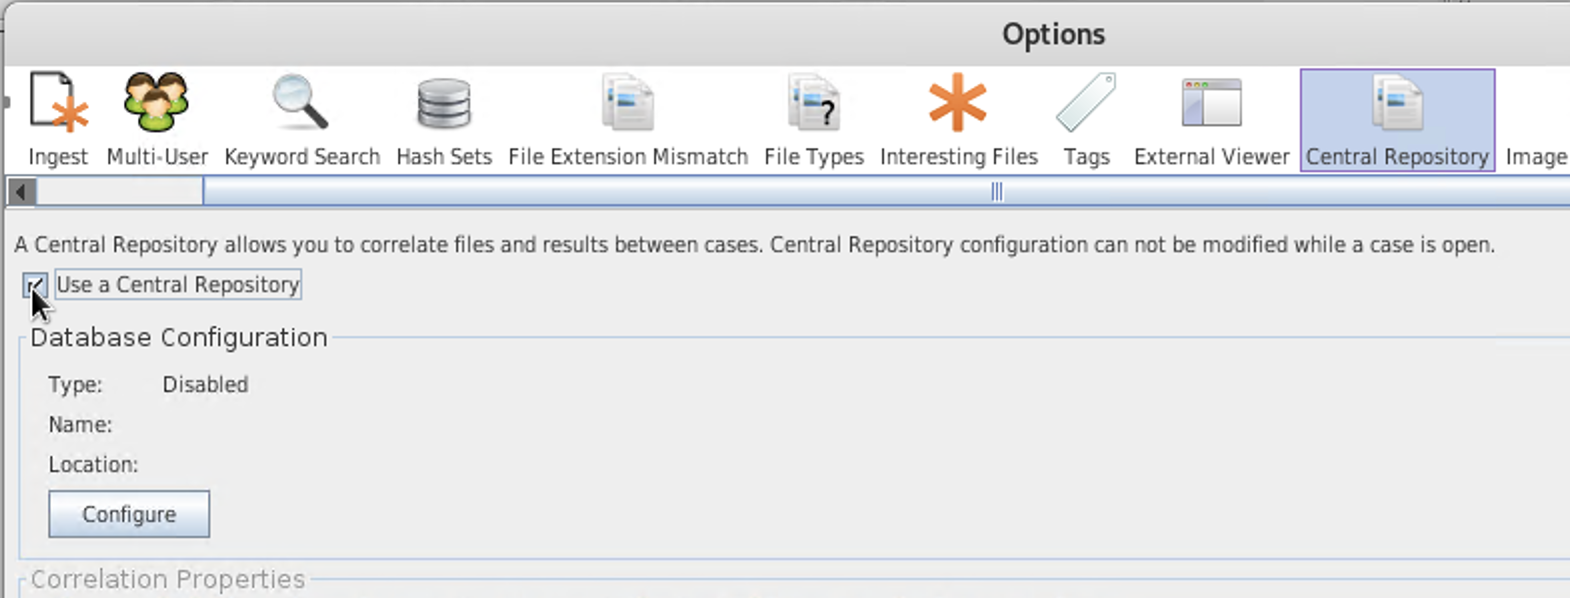 Options
Ingest Multi-User Keyword Search Hash Sets File Extension Mismatch File Types Interesting Files Tags External Viewer Central Repository Image
A Central Repository allows you to correlate files and results between cases. Central Repository configuration can not be modified while a case is open.
Use a Central Repository
Database Configuration
Type: Disabled
Name:
Location:
Configure
Correlation Properties